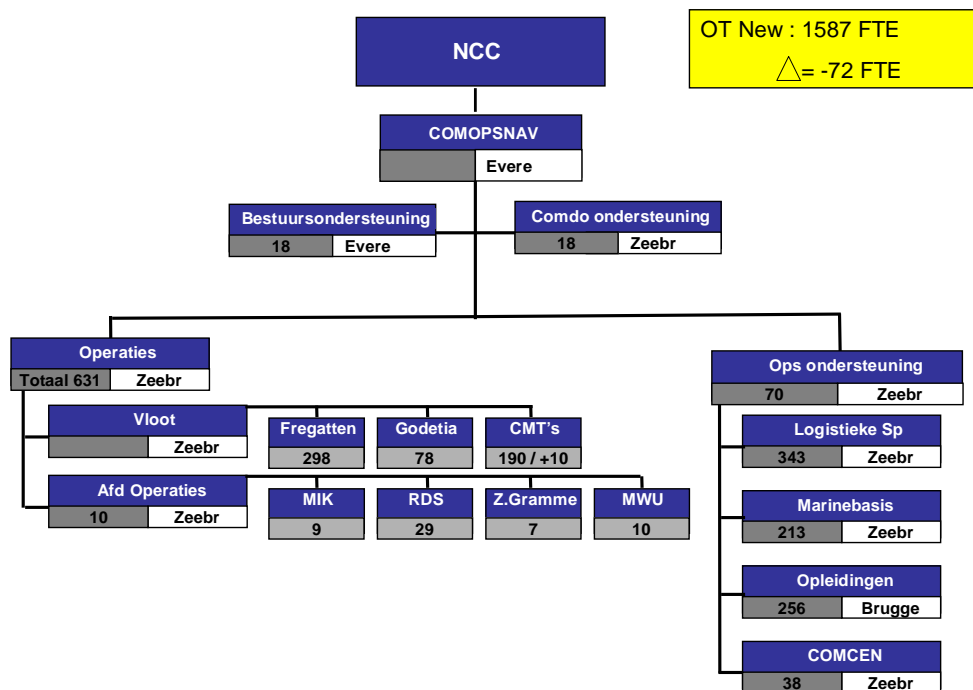 OT New : 1587 FTE
△= -72 FTE
NCC
COMOPSNAV
Evere
Bestuursondersteuning
18 Evere
Comdo ondersteuning
18 Zeebr
Operaties
Totaal 631 Zeebr
Vloot
Zeebr
Fregatten
298
Godetia
78
CMT's
190 / +10
Afd Operaties
10 Zeebr
MIK
9
RDS
29
Z.Gramme
7
MWU
10
Ops ondersteuning
70 Zeebr
Logistieke Sp
343 Zeebr
Marinebasis
213 Zeebr
Opleidingen
256 Brugge
COMCEN
38 Zeebr